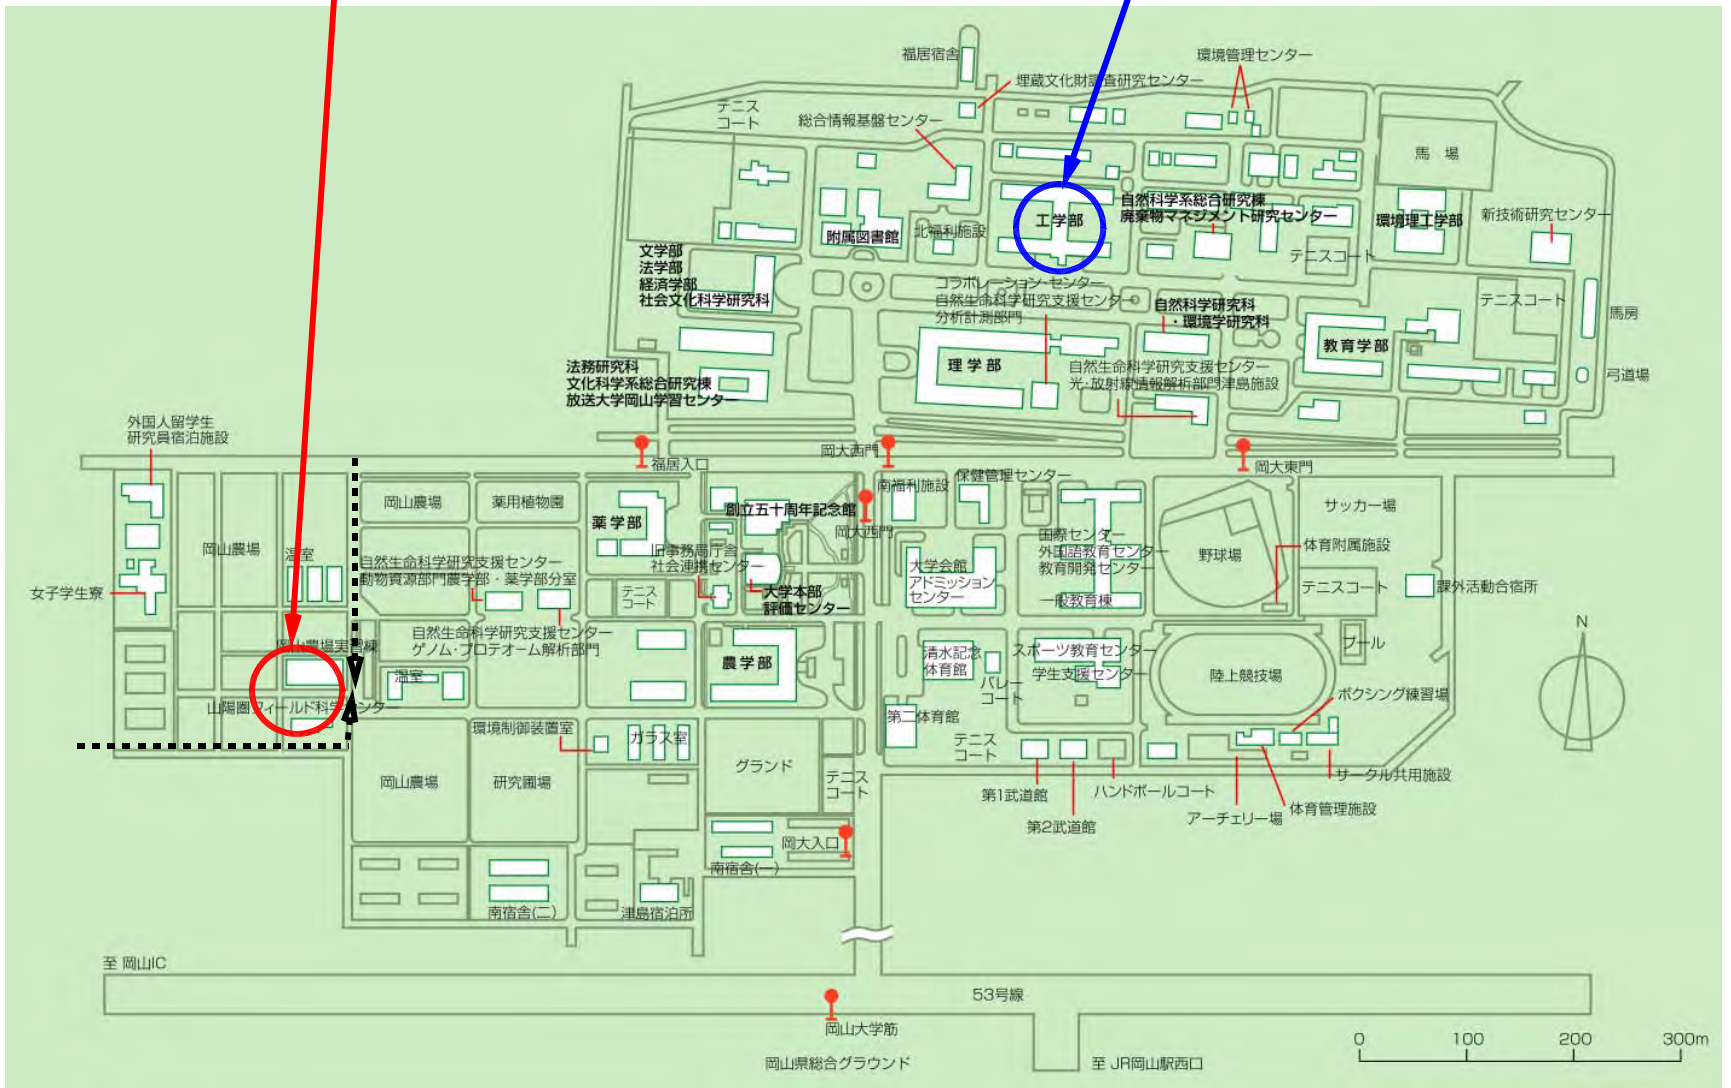 福居宿舎
環境管理センター
埋蔵文化財調査研究センター
テニス
コート
総合情報基盤センター
馬 場
自然科学系総合研究棟
廃棄物マネジメント研究センター
工学部
環境理工学部
新技術研究センター
附属図書館
北福利施設
テニスコート
文学部
法学部
経済学部
社会文化科学研究科
コラボレーション・センター
自然生命科学研究支援センター
分析計測部門
自然科学研究科
・環境学研究科
テニスコート
馬房
教育学部
理学部
法務研究科
文化科学系総合研究棟
放送大学岡山学習センター
自然生命科学研究支援センター
光・放射線情報解析部門津島施設
弓道場
外国人留学生
研究員宿泊施設
福居入口
岡大西門
岡大東門
南福利施設
保健管理センター
岡山農場
薬用植物園
薬学部
創立五十周年記念館
岡大西門
サッカー場
岡山農場
温室
自然生命科学研究支援センター
動物資源部門農学部・薬学部分室
旧事務局庁舎
社会連携センター
国際センター
外国語教育センター
教育開発センター
野球場
体育附属施設
大学会館
アドミッション
センター
一般教育棟
テニスコート
課外活動合宿所
女子学生寮
テニス
コート
大学本部
評価センター
自然生命科学研究支援センター
ゲノム・プロテオーム解析部門
岡山農場実習棟
農学部
清水記念
体育館
バレー
コート
スポーツ教育センター
学生支援センター
プール
陸上競技場
温室
山陽圏フィールド科学センター
ボクシング練習場
第二体育館
環境制御装置室
ガラス室
テニス
コート
グランド
テニス
コート
岡山農場
研究圃場
サークル共用施設
第1武道館
ハンドボールコート
体育管理施設
アーチェリー場
第2武道館
岡大入口
南宿舎(一)
南宿舎(二)
津島宿泊所
N
至 岡山IC
53号線
岡山大学筋
岡山県総合グラウンド
至 JR岡山駅西口
0
100
200
300m